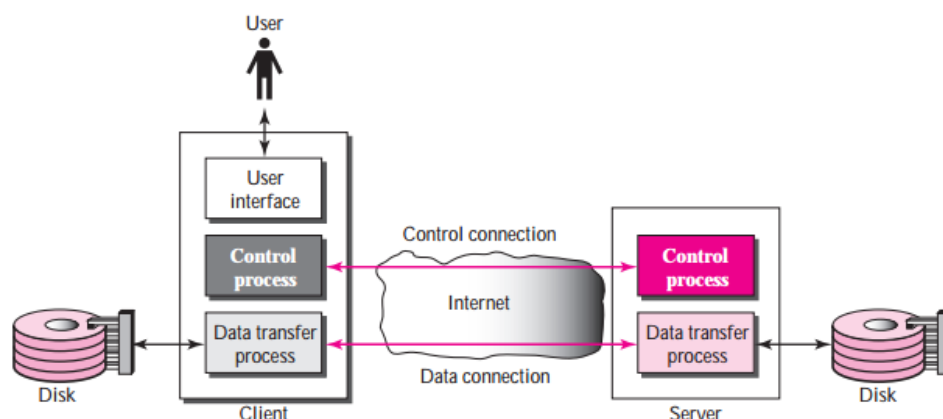 User
User
interface
Control connection
Control
process
Control
process
Internet
Data transfer
process
Data transfer
process
Data connection
Disk
Disk
Client
Server